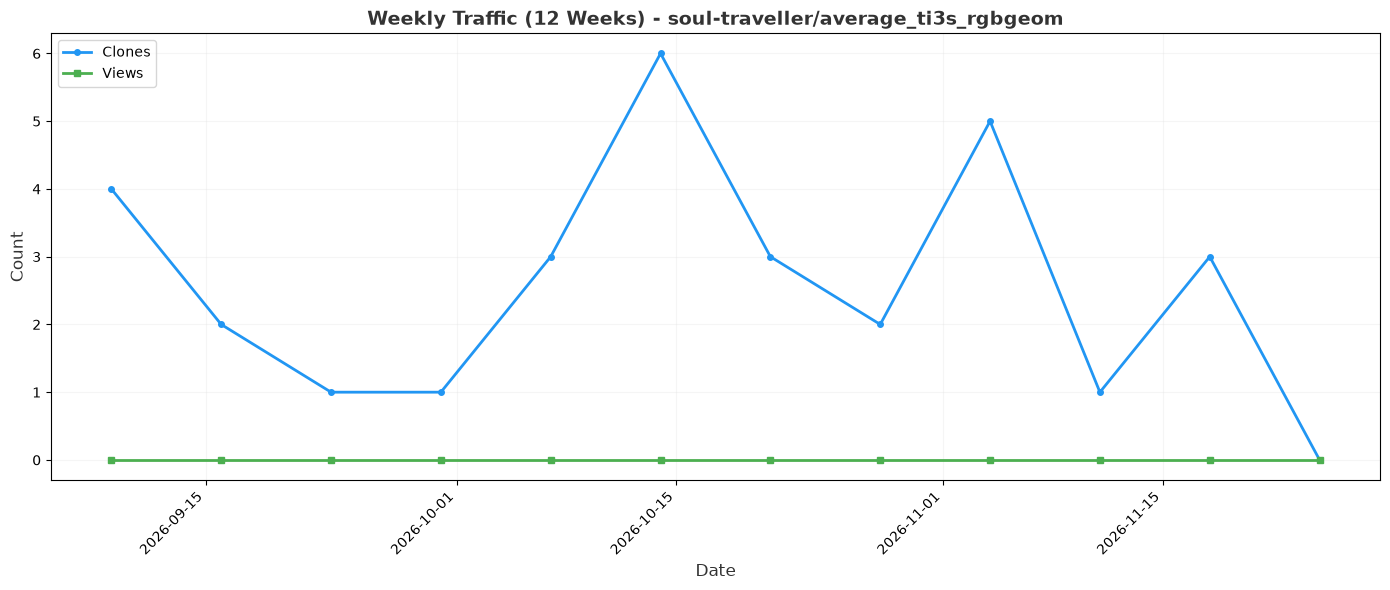 Weekly Traffic (12 Weeks) - soul-traveller/average_ti3s_rgbgeom
Clones
Views
6
5
4
3
2
1
0
Count
2026-09-15
2026-10-01
2026-10-15
2026-11-01
2026-11-15
Date